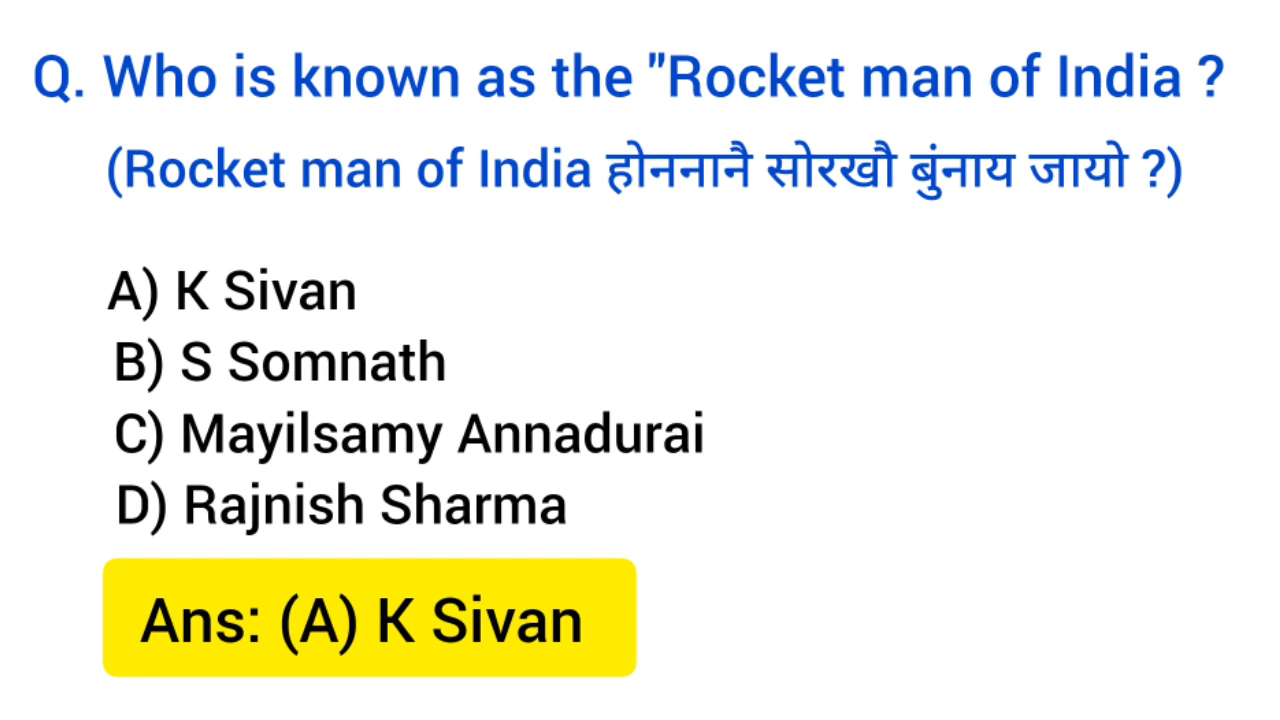 Q. Who is known as the "Rocket man of India ?
(Rocket man of India होननानै सोरखौ बुंनाय जायो ?)
A) K Sivan
B) S Somnath
C) Mayilsamy Annadurai
D) Rajnish Sharma
Ans: (A) K Sivan